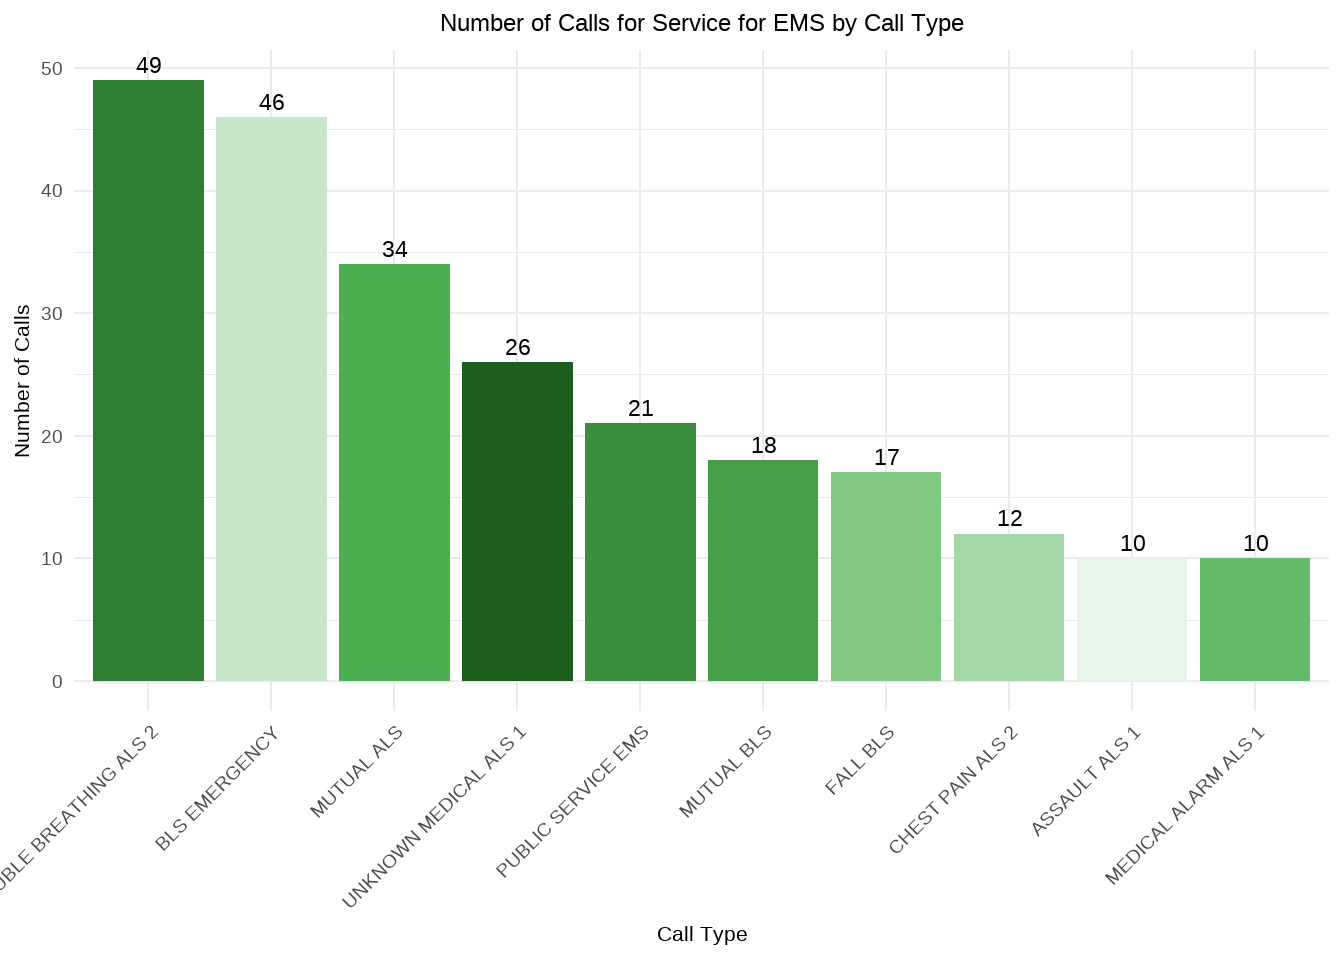 Number of Calls for Service for EMS by Call Type
Number of Calls
50
40
30
20
10
0
49
46
34
26
21
18
17
12
10
10
BREATHING ALS 2
BLS EMERGENCY
MUTUAL ALS
UNKNOWN MEDICAL ALS 1
PUBLIC SERVICE EMS
MUTUAL BLS
FALL BLS
CHEST PAIN ALS 2
ASSAULT ALS 1
MEDICAL ALARM ALS 1
Call Type